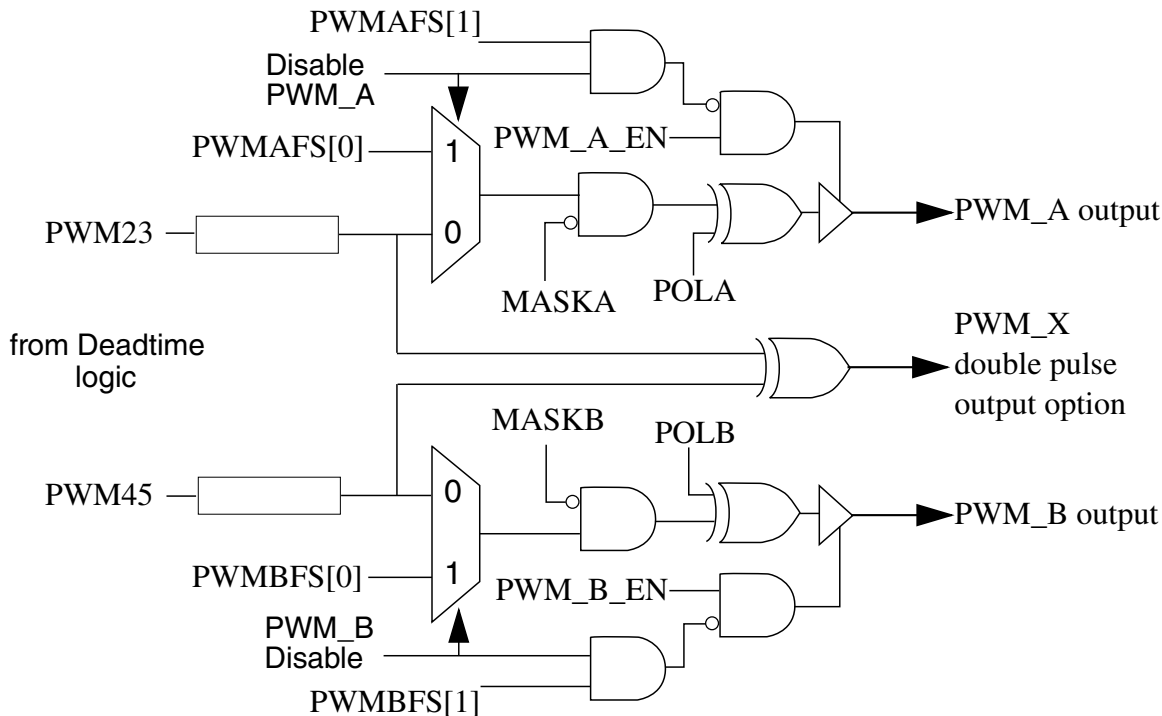 PWMAFS[1]
Disable
PWM_A
PWMAFS[0]
1
PWM_A_EN
PWM23
0
PWM_A output
MASKA
POLA
from Deadtime
logic
PWM_X
double pulse
output option
MASKB
POLB
PWM45
0
PWM_B output
PWMBFS[0]
1
PWM_B_EN
PWM_B
Disable
PWMBFS[1]